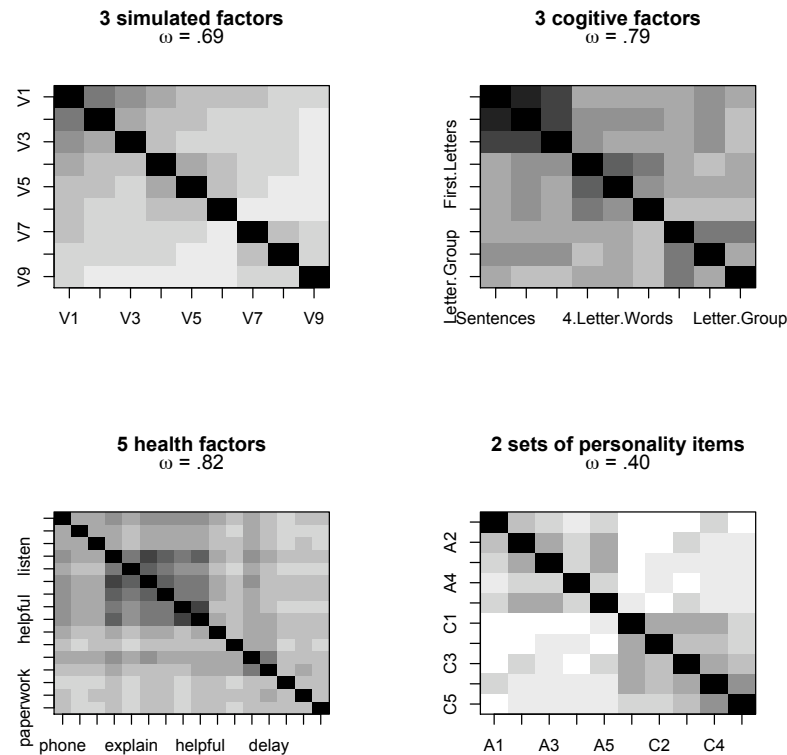 3 simulated factors
ω = .69
V1
V3
V5
V7
V9
V1 V3 V5 V7 V9
3 cogitive factors
ω = .79
First.Letters
Letter.Group
Sentences 4.Letter.Words Letter.Group
5 health factors
ω = .82
listen
helpful
paperwork
phone explain helpful delay
2 sets of personality items
ω = .40
A2
A4
C1
C3
C5
A1 A3 A5 C2 C4